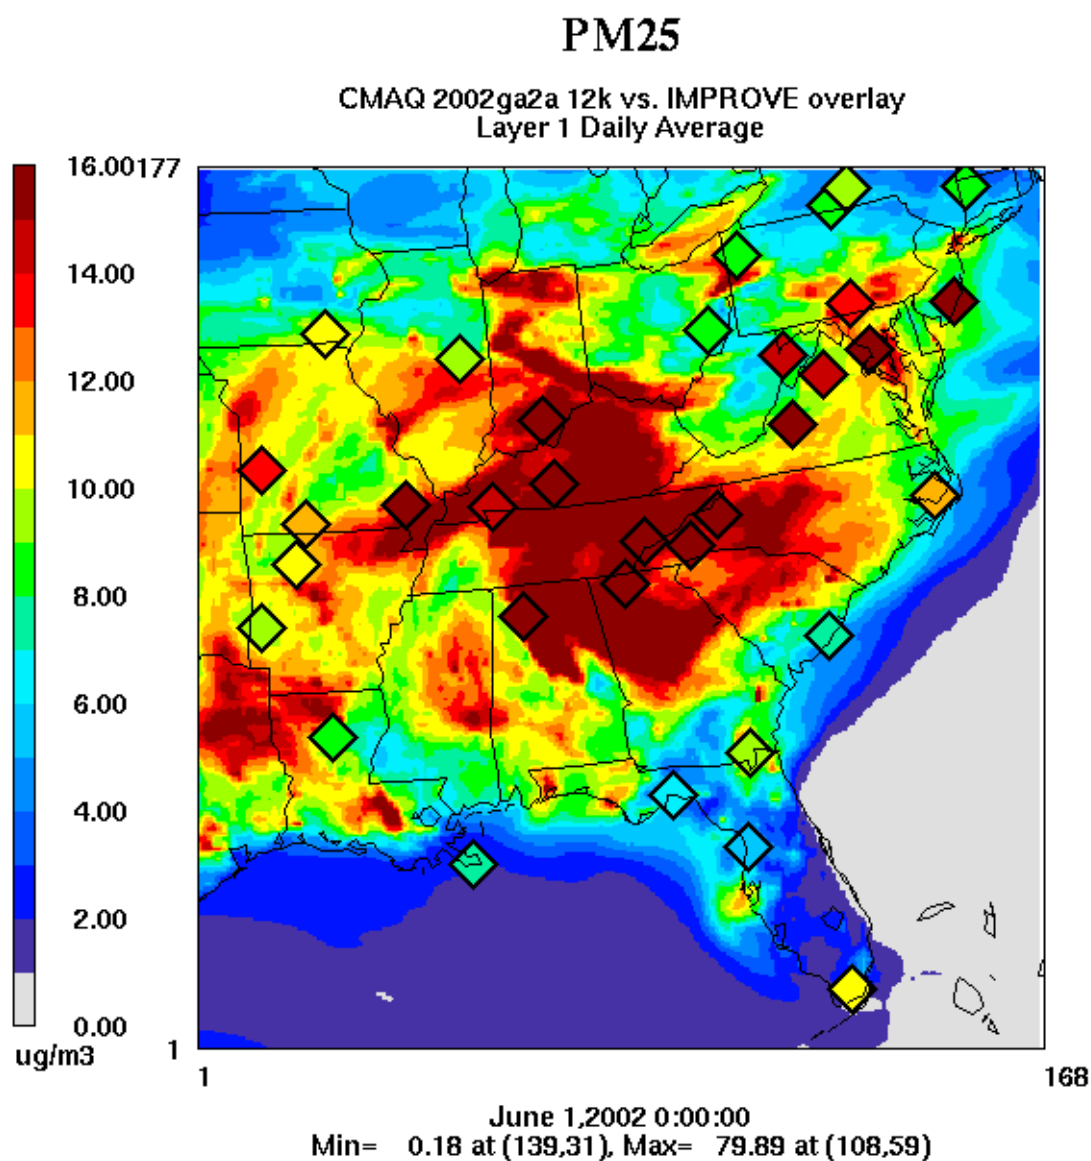 PM25
CMAQ 2002ga2a 12k vs. IMPROVE overlay
Layer 1 Daily Average
16.00
14.00
12.00
10.00
8.00
6.00
4.00
2.00
0.00
ug/m3
177
1
1
168
June 1,2002 0:00:00
Min= 0.18 at (139,31), Max= 79.89 at (108,59)